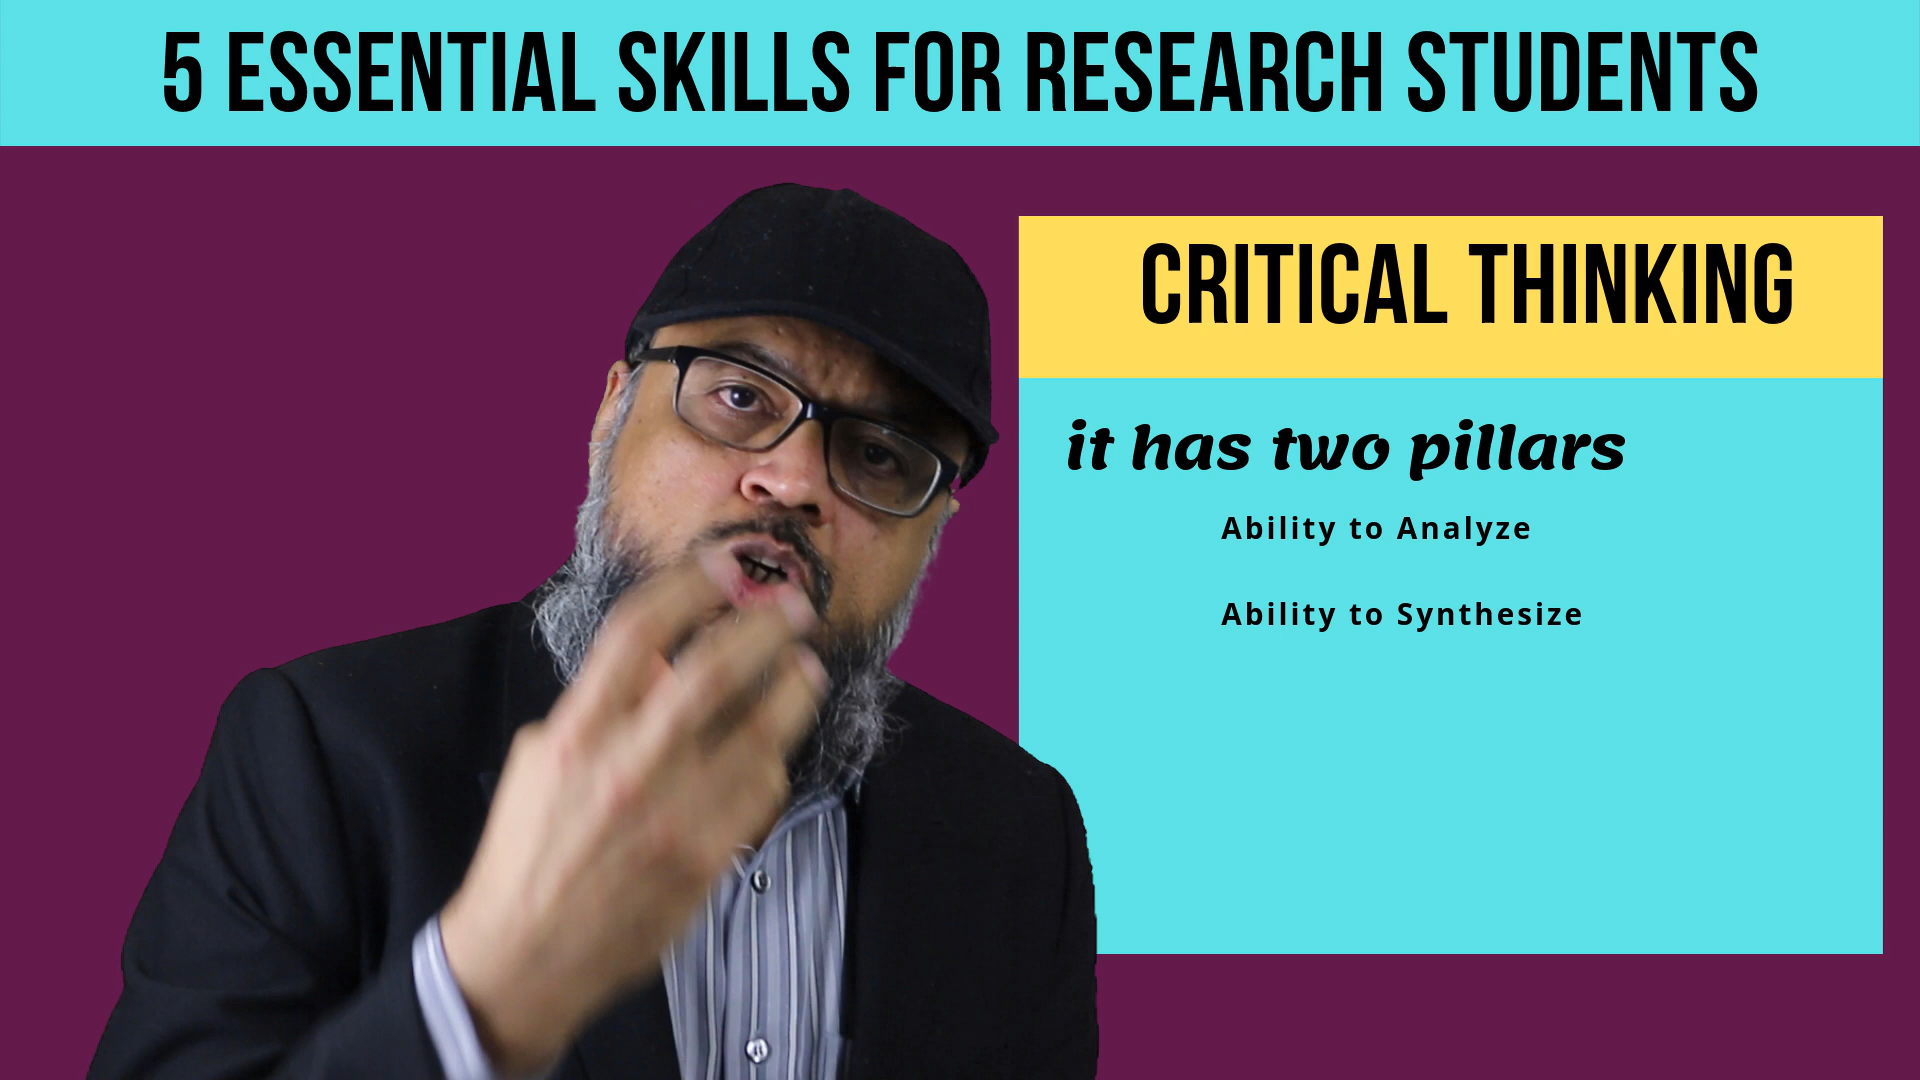 5 ESSENTIAL SKILLS FOR RESEARCH STUDENTS
CRITICAL THINKING
it has two pillars
Ability to Analyze
Ability to Synthesize